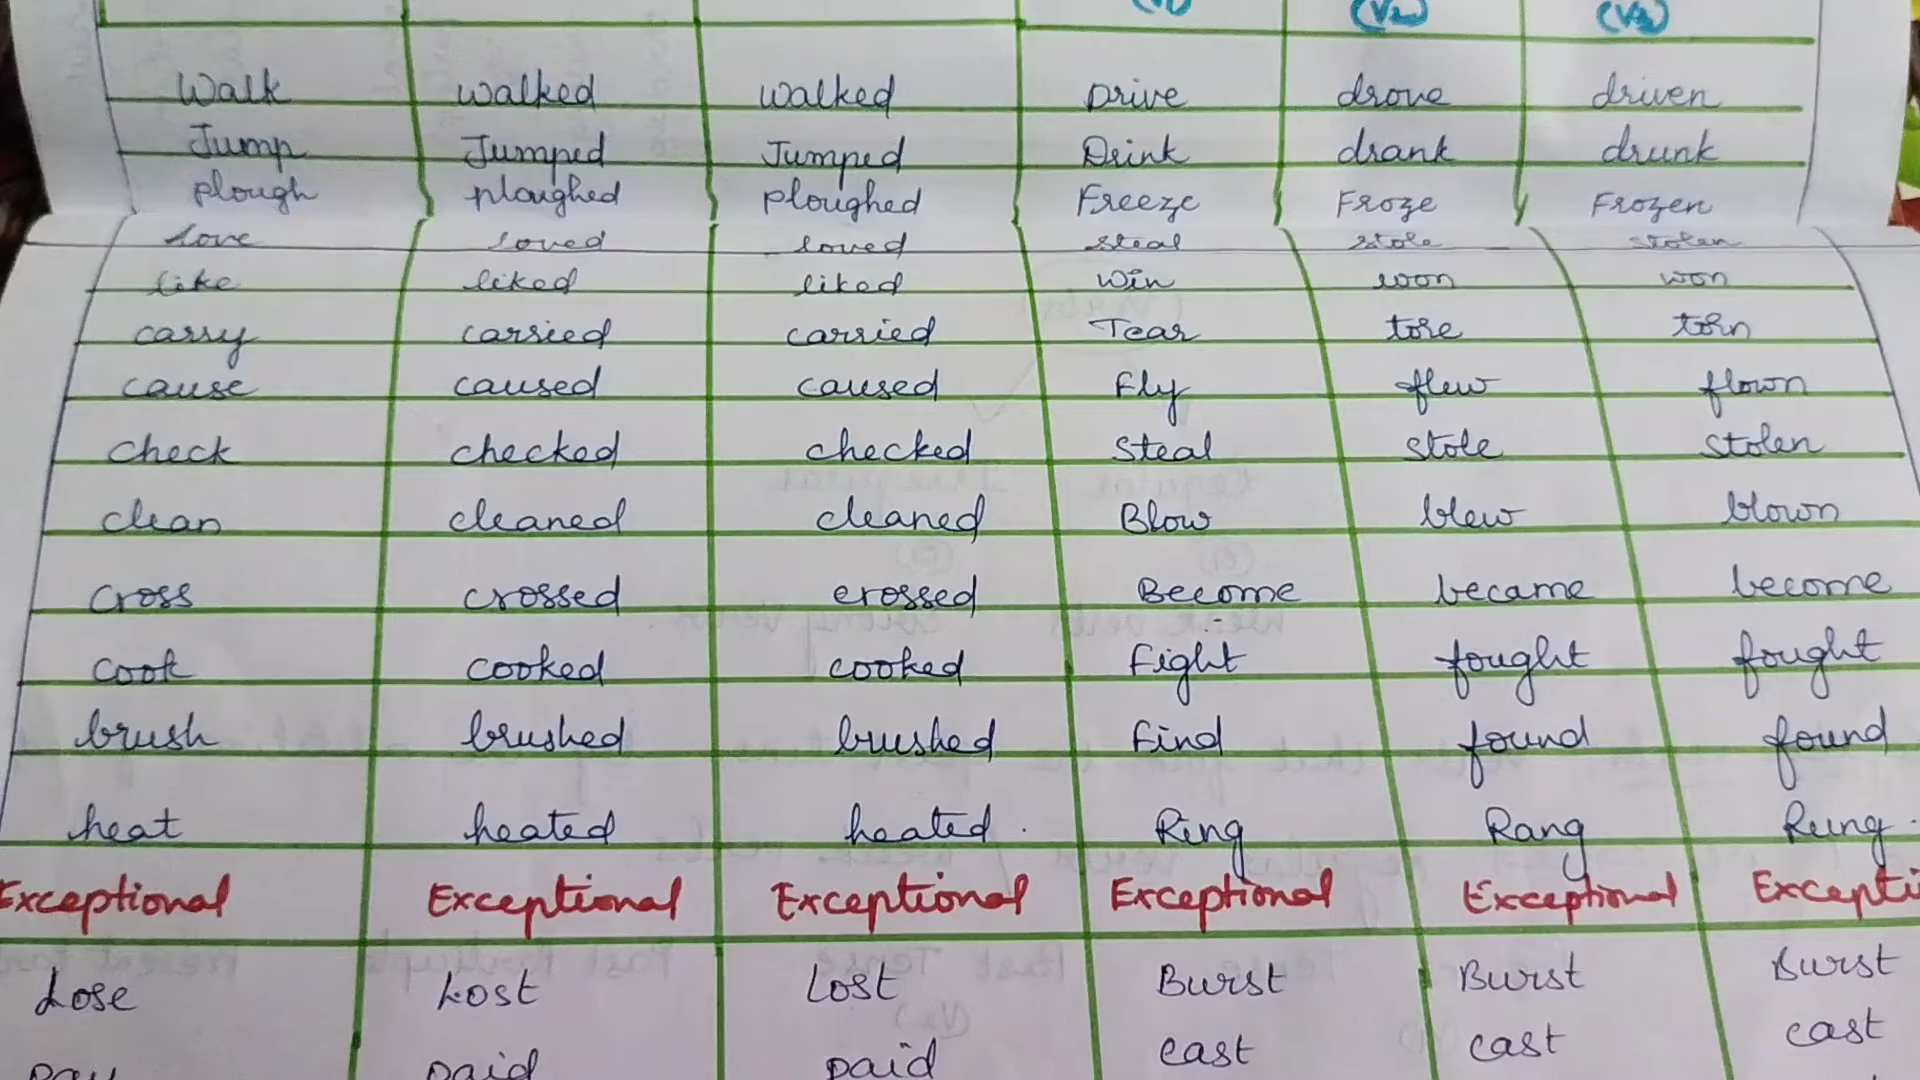 (V2) (V3)
Walk walked walked Drive drove driven
Jump Jumped Jumped Drink drank drunk
plough ploughed ploughed Freeze Froze Frozen
Love loved loved Steal stole stolen
like liked liked Win won won
carry carried carried Tear tore torn
cause caused caused Fly flew flown
check checked checked Steal Stole Stolen
clean cleaned cleaned Blow blew blown
cross crossed crossed Become became become
cook cooked cooked Fight fought fought
brush brushed brushed Find found found
heat heated heated. Ring Rang Rung.
Exceptional Exceptional Exceptional Exceptional Exceptional Excepti
Lose Lost Lost Burst Burst Burst
Pay paid paid cast cast cast